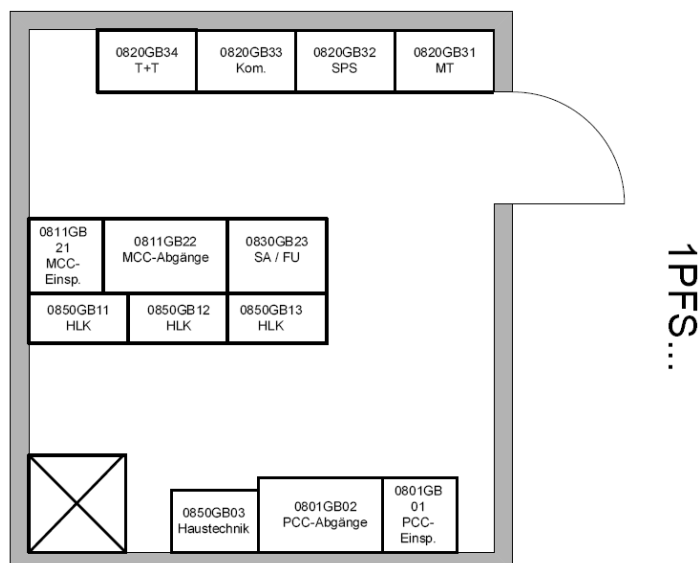 0820GB34
T+T
0820GB33
Kom.
0820GB32
SPS
0820GB31
MT
0811GB
21
MCC-
Einsp.
0811GB22
MCC-Abgänge
0830GB23
SA / FU
0850GB11
HLK
0850GB12
HLK
0850GB13
HLK
1PFS...
0850GB03
Haustechnik
0801GB02
PCC-Abgänge
0801GB
01
PCC-
Einsp.